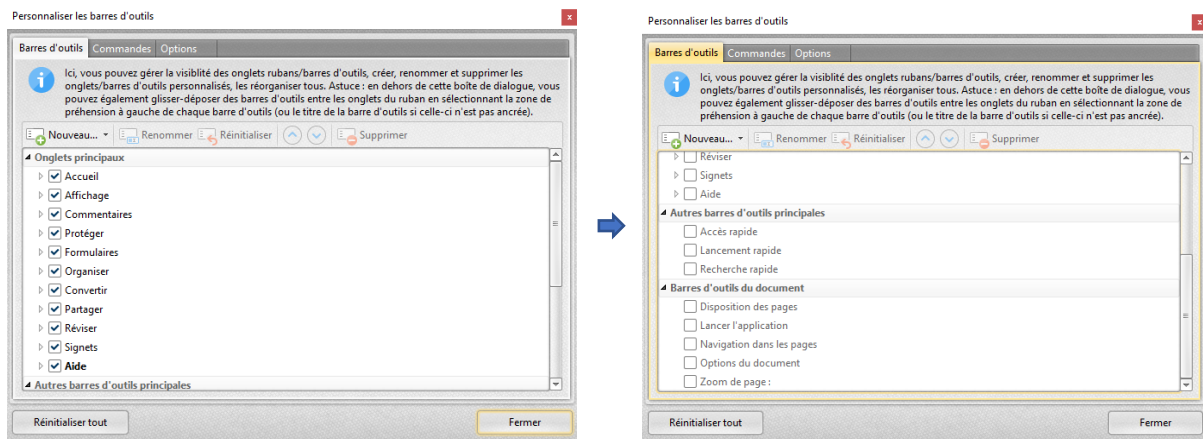 Personnaliser les barres d'outils
x
Barres d'outils Commandes Options
Ici, vous pouvez gérer la visiblité des onglets rubans/barres d'outils, créer, renommer et supprimer les
onglets/barres d'outils personnalisés, les réorganiser tous. Astuce : en dehors de cette boîte de dialogue, vous
pouvez également glisser-déposer des barres d'outils entre les onglets du ruban en sélectionnant la zone de
préhension à gauche de chaque barre d'outils (ou le titre de la barre d'outils si celle-ci n'est pas ancrée).
Nouveau... Renommer Réinitialiser Supprimer
Onglets principaux
Accueil
Affichage
Commentaires
Protéger
Formulaires
Organiser
Convertir
Partager
Réviser
Signets
Aide
Autres barres d'outils principales
Réinitialiser tout Fermer
Personnaliser les barres d'outils
x
Barres d'outils Commandes Options
Ici, vous pouvez gérer la visiblité des onglets rubans/barres d'outils, créer, renommer et supprimer les
onglets/barres d'outils personnalisés, les réorganiser tous. Astuce : en dehors de cette boîte de dialogue, vous
pouvez également glisser-déposer des barres d'outils entre les onglets du ruban en sélectionnant la zone de
préhension à gauche de chaque barre d'outils (ou le titre de la barre d'outils si celle-ci n'est pas ancrée).
Nouveau... Renommer Réinitialiser Supprimer
Réviser
Signets
Aide
Autres barres d'outils principales
Accès rapide
Lancement rapide
Recherche rapide
Barres d'outils du document
Disposition des pages
Lancer l'application
Navigation dans les pages
Options du document
Zoom de page :
Réinitialiser tout Fermer